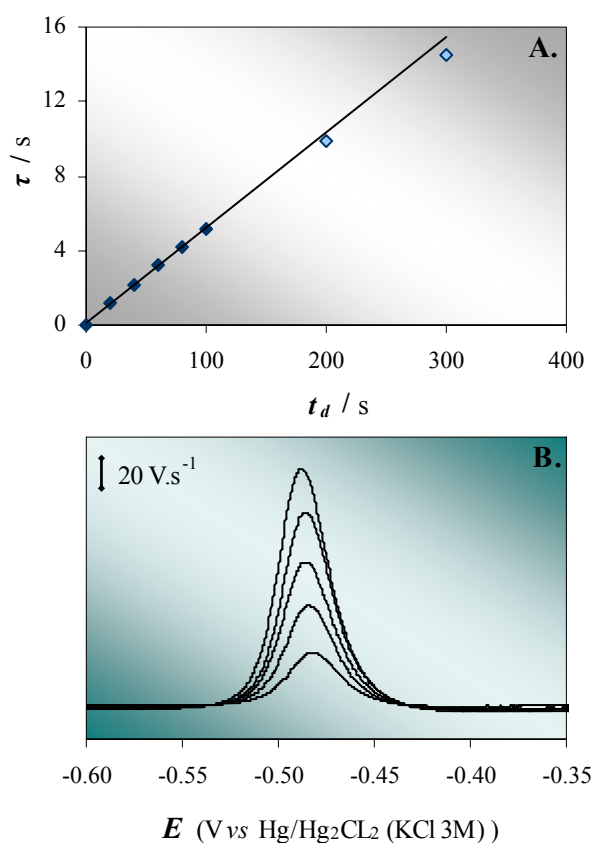 16
A.
12
8
4
0
τ / s
0 100 200 300 400
t_d / s
B.
20 V.s⁻¹
-0.60 -0.55 -0.50 -0.45 -0.40 -0.35
E (V vs Hg/Hg₂CL₂ (KCl 3M) )